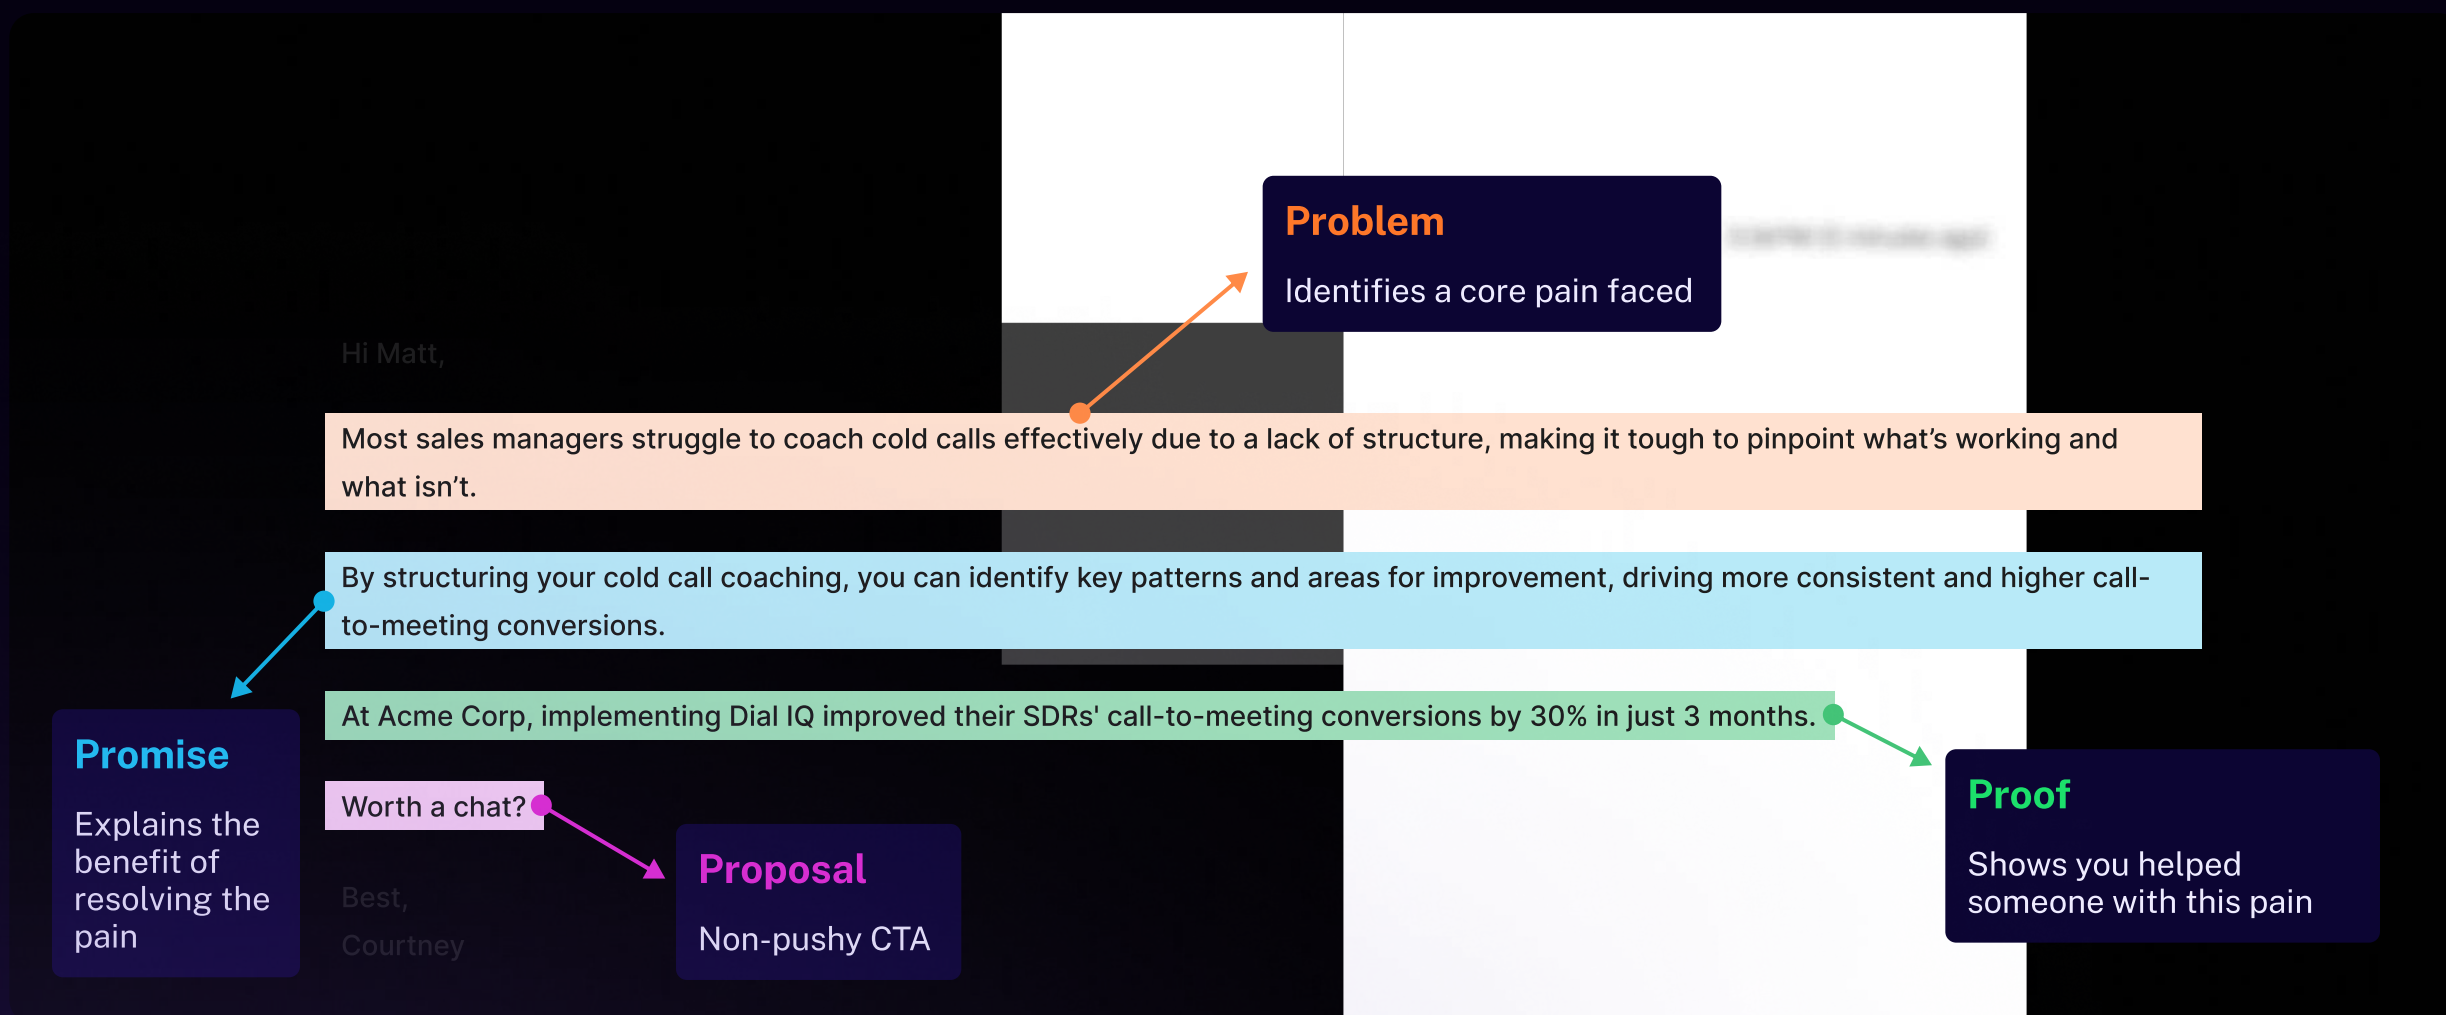 Problem
Identifies a core pain faced
Hi Matt,
Most sales managers struggle to coach cold calls effectively due to a lack of structure, making it tough to pinpoint what’s working and
what isn’t.
By structuring your cold call coaching, you can identify key patterns and areas for improvement, driving more consistent and higher call-
to-meeting conversions.
At Acme Corp, implementing Dial IQ improved their SDRs' call-to-meeting conversions by 30% in just 3 months.
Worth a chat?
Promise
Explains the
benefit of
resolving the
pain
Proof
Shows you helped
someone with this pain
Proposal
Non-pushy CTA
Best,
Courtney